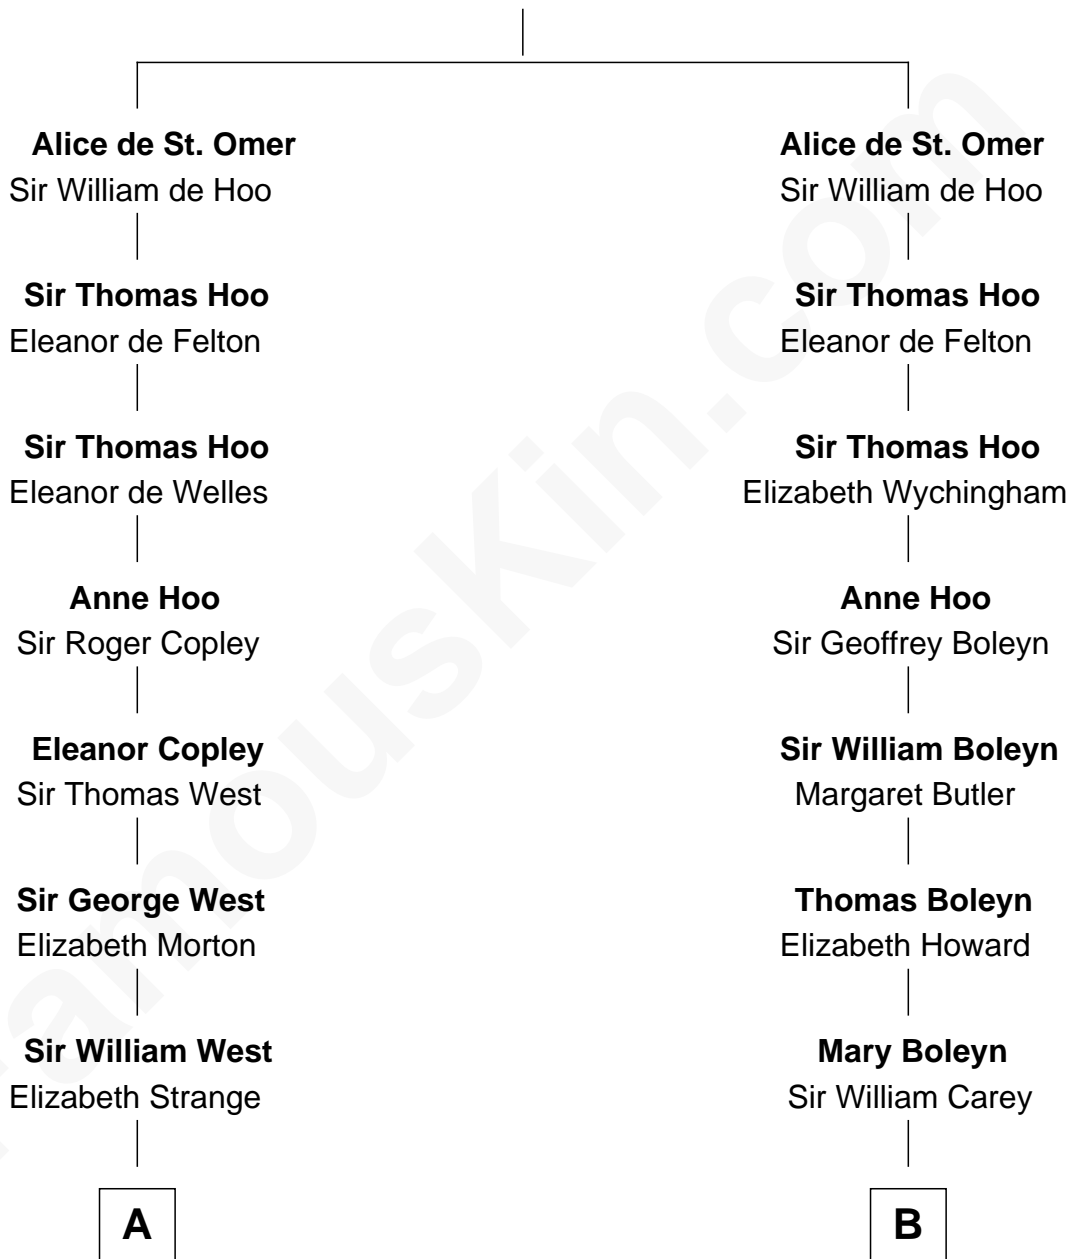 Alice de St. Omer
Sir William de Hoo
Sir Thomas Hoo
Eleanor de Felton
Sir Thomas Hoo
Eleanor de Welles
Anne Hoo
Sir Roger Copley
Eleanor Copley
Sir Thomas West
Sir George West
Elizabeth Morton
Sir William West
Elizabeth Strange
A
Alice de St. Omer
Sir William de Hoo
Sir Thomas Hoo
Eleanor de Felton
Sir Thomas Hoo
Elizabeth Wychingham
Anne Hoo
Sir Geoffrey Boleyn
Sir William Boleyn
Margaret Butler
Thomas Boleyn
Elizabeth Howard
Mary Boleyn
Sir William Carey
B
FamousKin.com